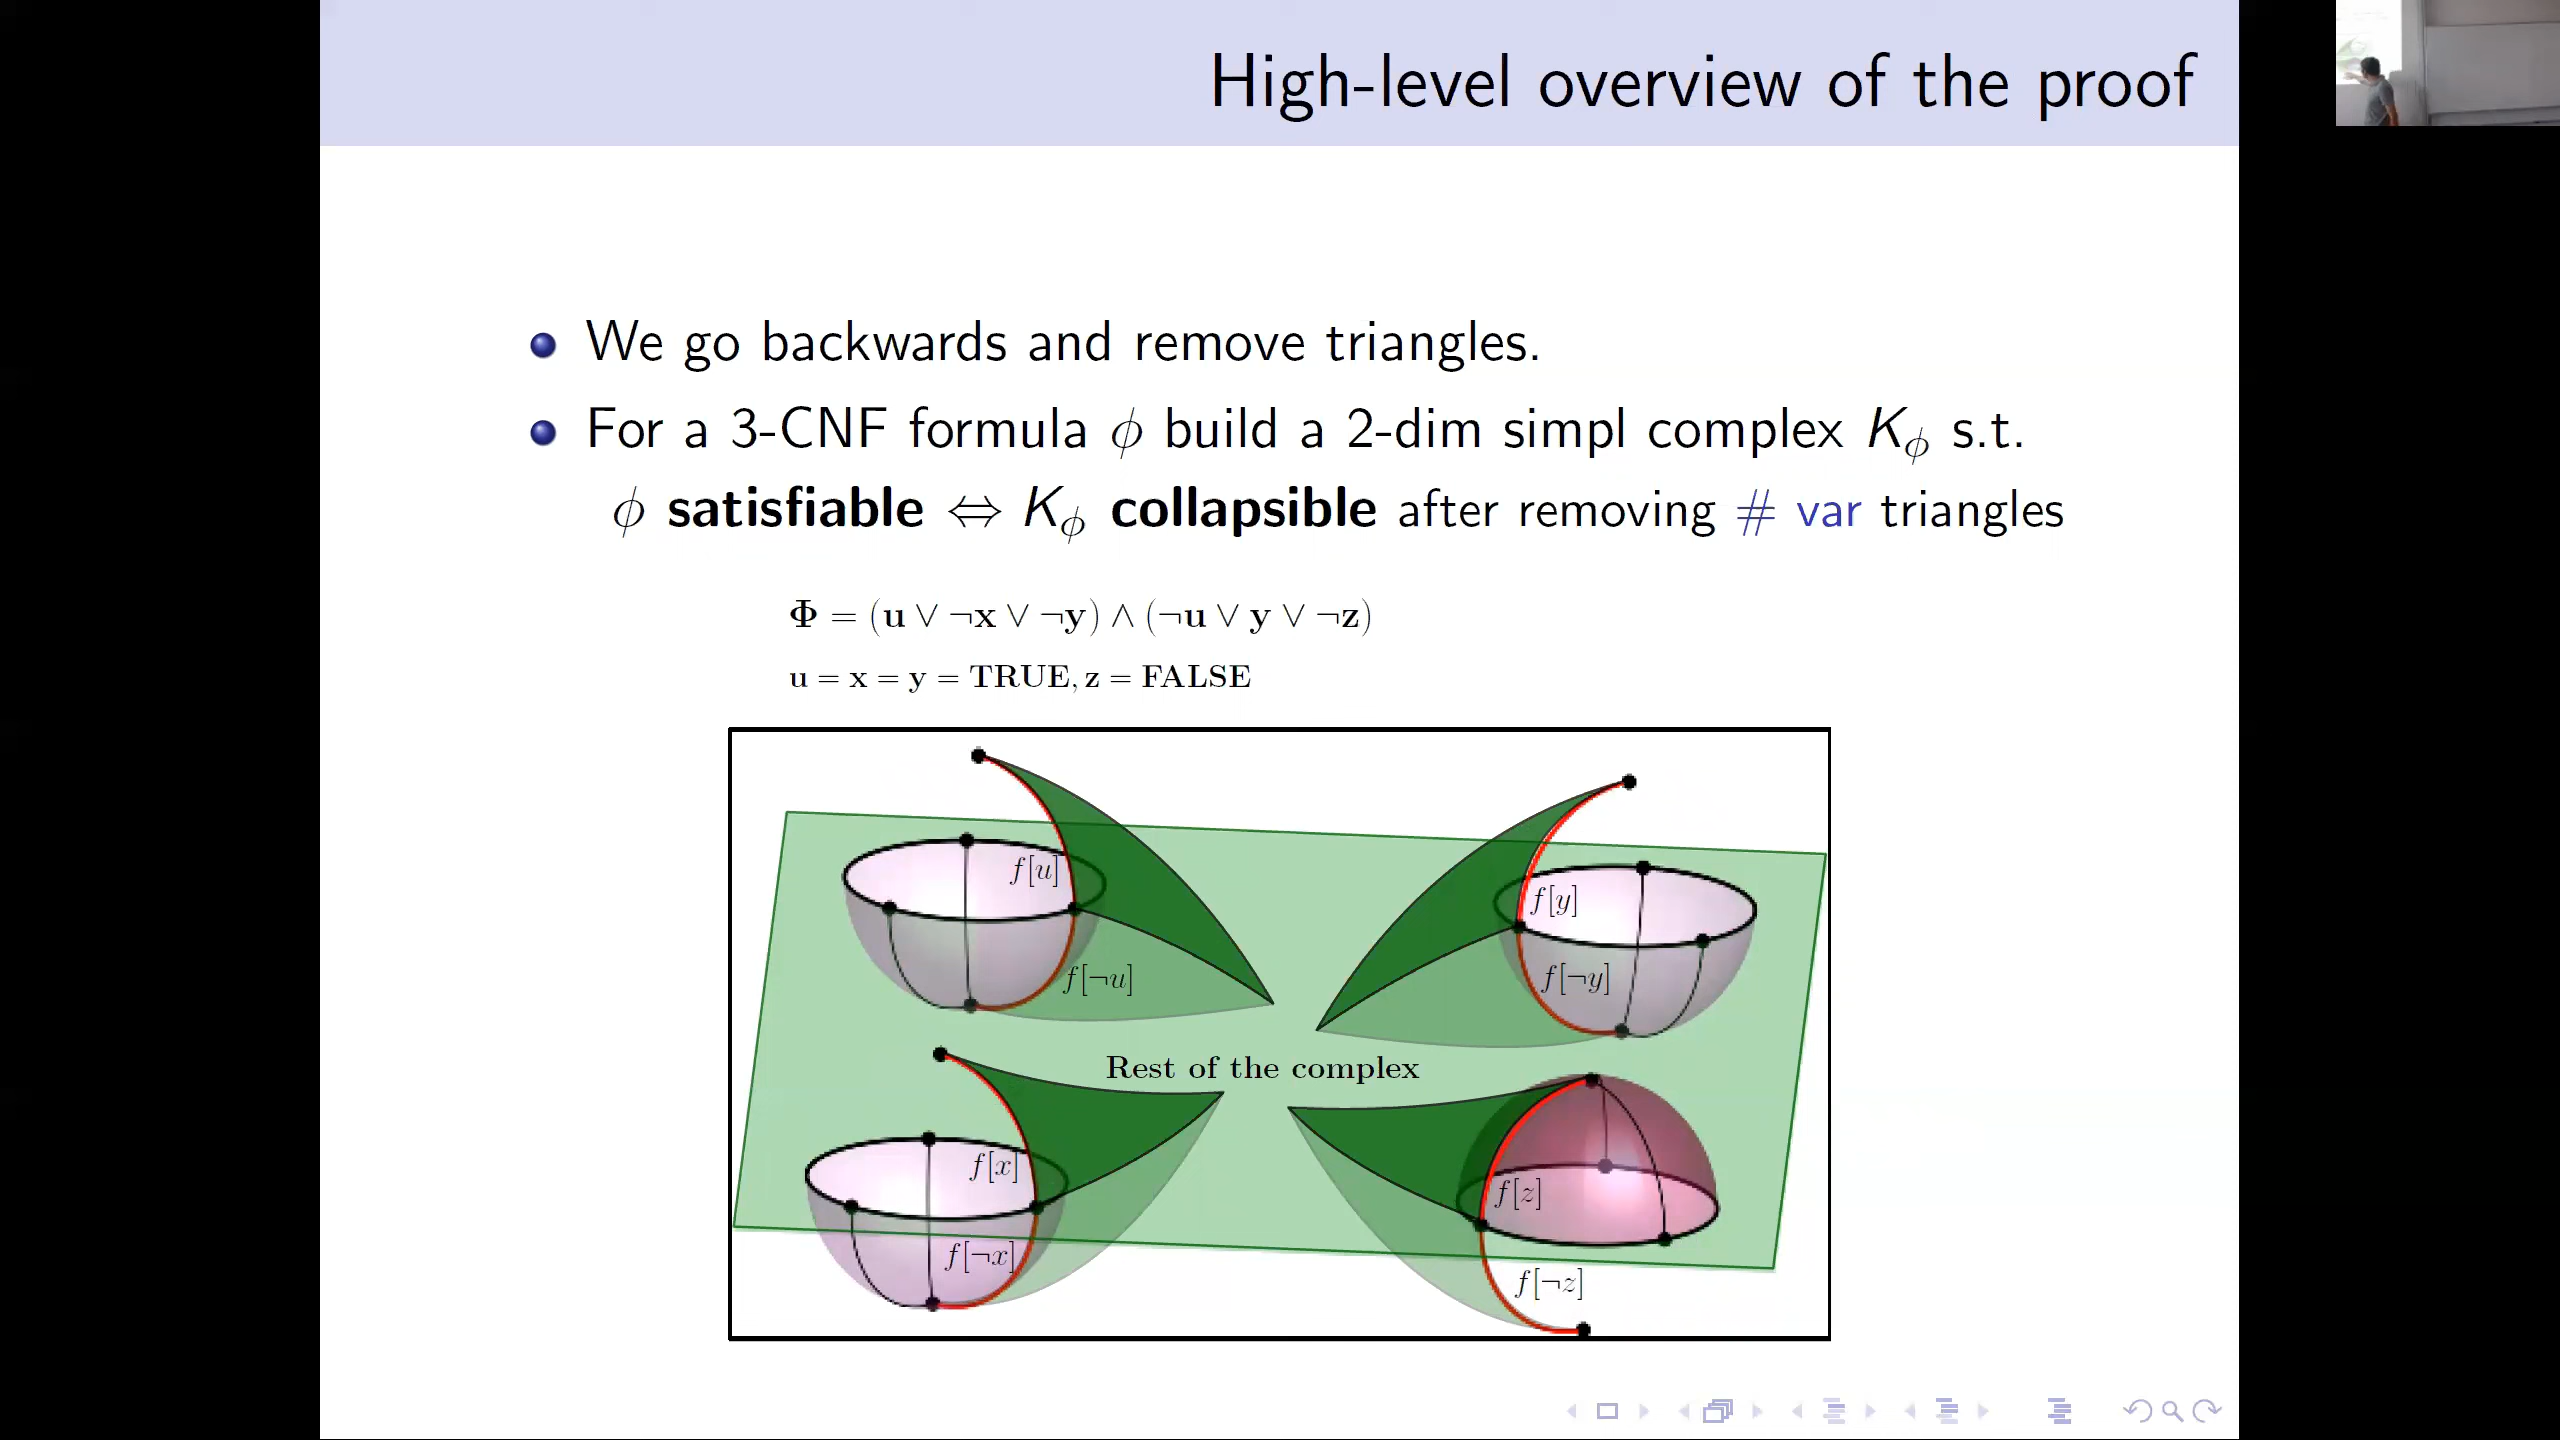 High-level overview of the proof
We go backwards and remove triangles.
For a 3-CNF formula ϕ build a 2-dim simpl complex K_ϕ s.t.
ϕ satisfiable ⇔ K_ϕ collapsible after removing # var triangles
Φ = (u ∨ ¬x ∨ ¬y) ∧ (¬u ∨ y ∨ ¬z)
u = x = y = TRUE, z = FALSE
f[u]
f[y]
f[¬u]
f[¬y]
Rest of the complex
f[x]
f[z]
f[¬x]
f[¬z]